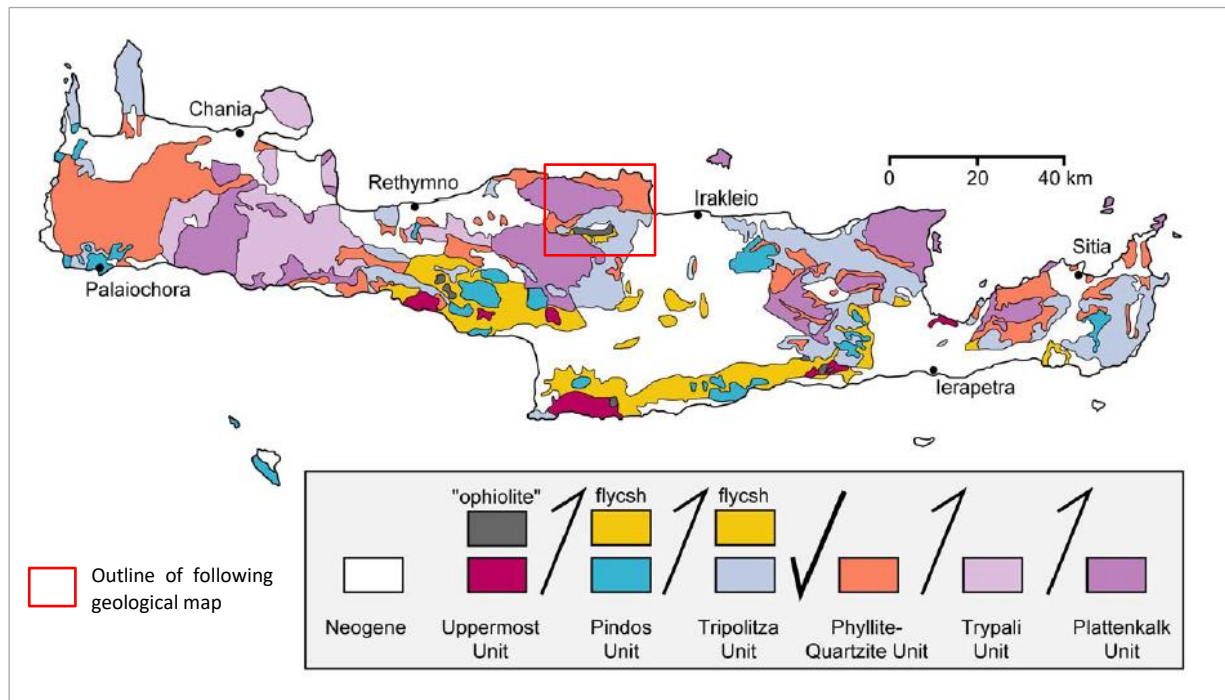 Chania
Rethymno
Irakleio
0 20 40 km
Sitia
Palaiochora
Ierapetra
"ophiolite" flycsh flycsh
Outline of following
geological map
Neogene
Uppermost
Unit
Pindos
Unit
Tripolitza
Unit
Phyllite-
Quartzite Unit
Trypali
Unit
Plattenkalk
Unit